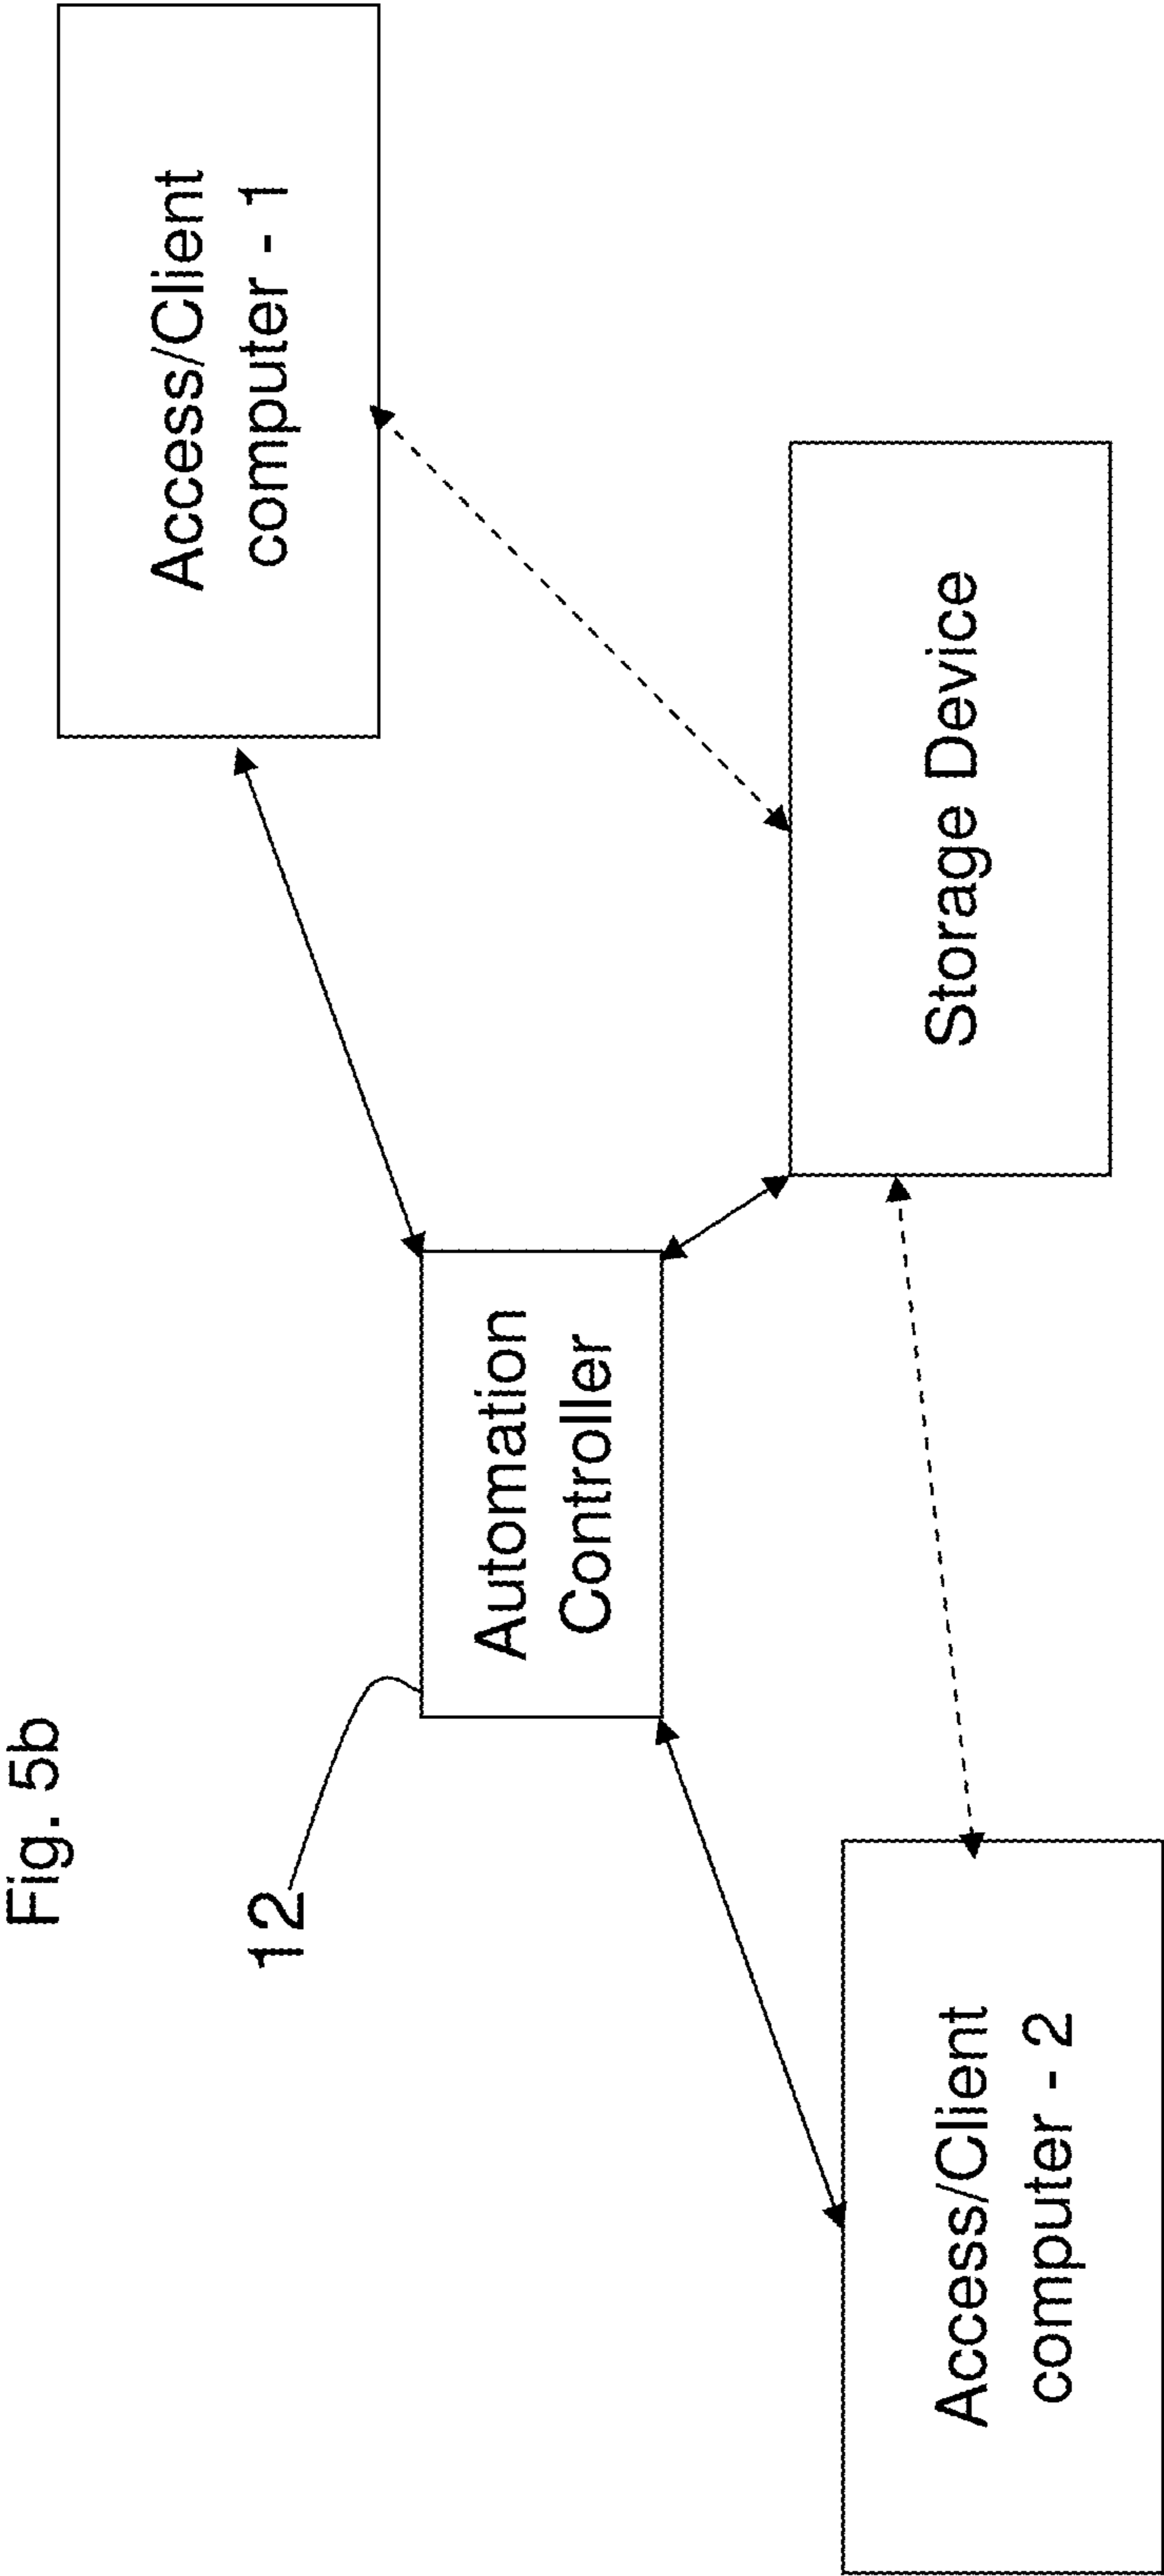 Fig. 5b
12
Automation
Controller
Access/Client
computer - 1
Storage Device
Access/Client
computer - 2